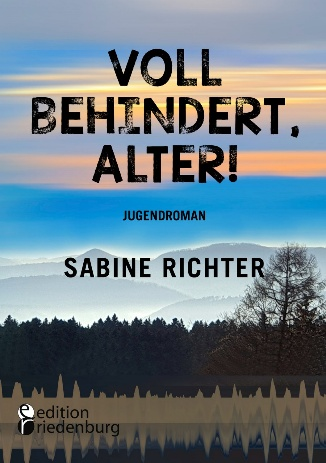 VOLL
BEHINDERT,
ALTER!
JUGENDROMAN
SABINE RICHTER
edition
riedenburg